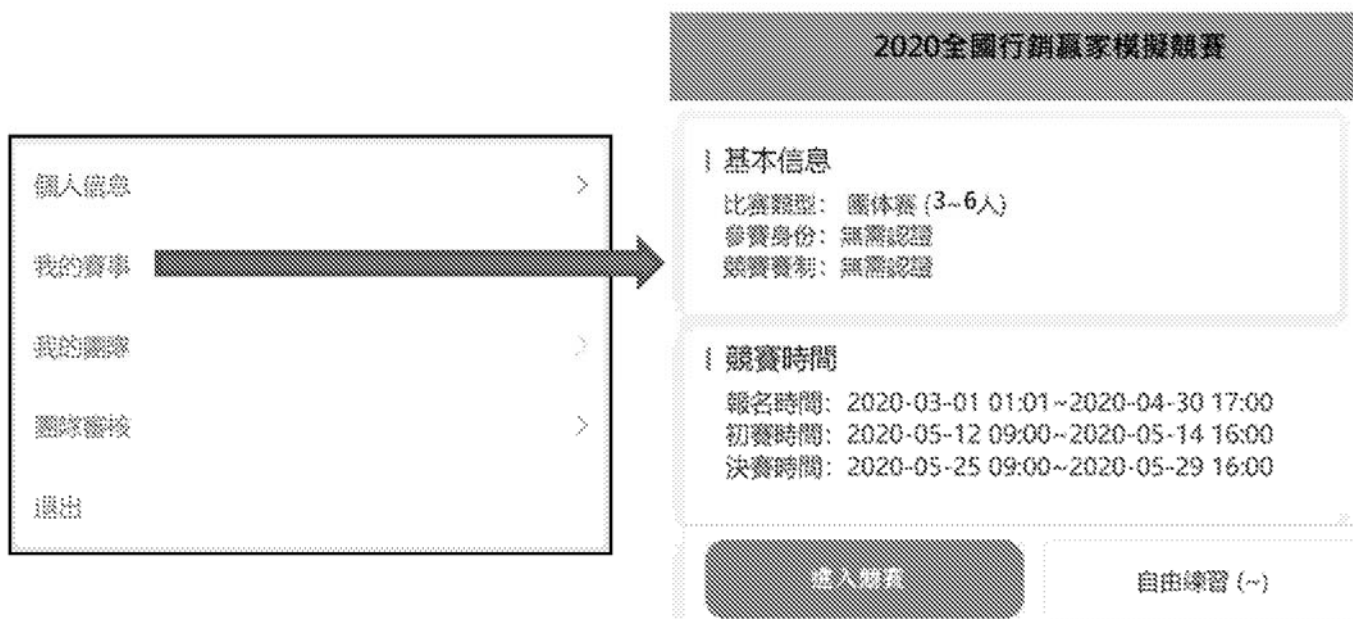 個人信息
我的賽事
我的團隊
團隊審核
退出
2020全國行銷贏家模擬競賽
基本信息
比賽類型： 團体賽 (3~6人)
參賽身份： 無需認證
競賽賽制： 無需認證
競賽時間
報名時間： 2020-03-01 01:01~2020-04-30 17:00
初賽時間： 2020-05-12 09:00~2020-05-14 16:00
決賽時間： 2020-05-25 09:00~2020-05-29 16:00
進入競賽
自由練習 (~)